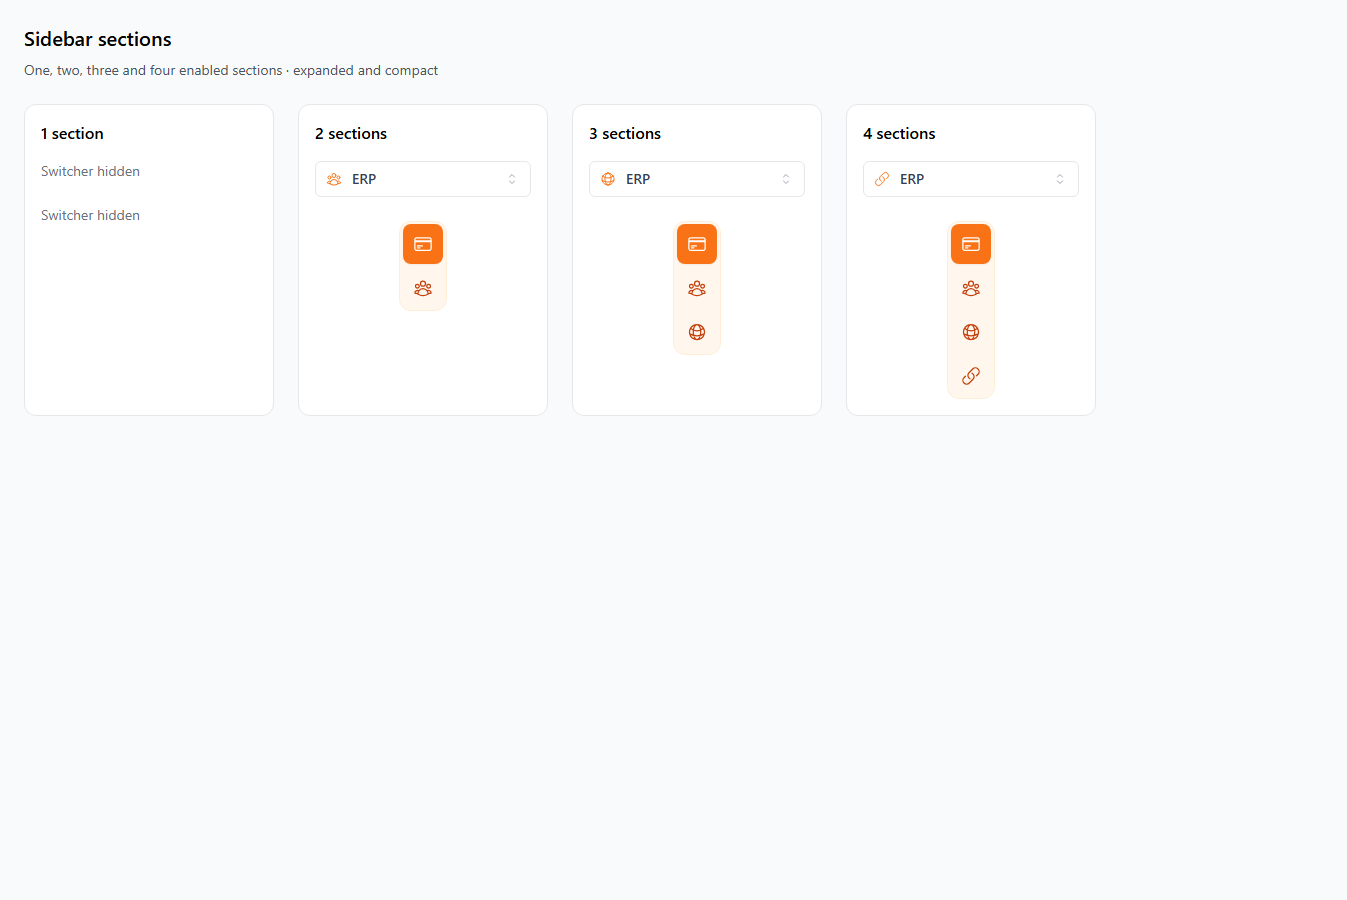 Sidebar sections
One, two, three and four enabled sections · expanded and compact
1 section
Switcher hidden
Switcher hidden
2 sections
ERP
3 sections
ERP
4 sections
ERP